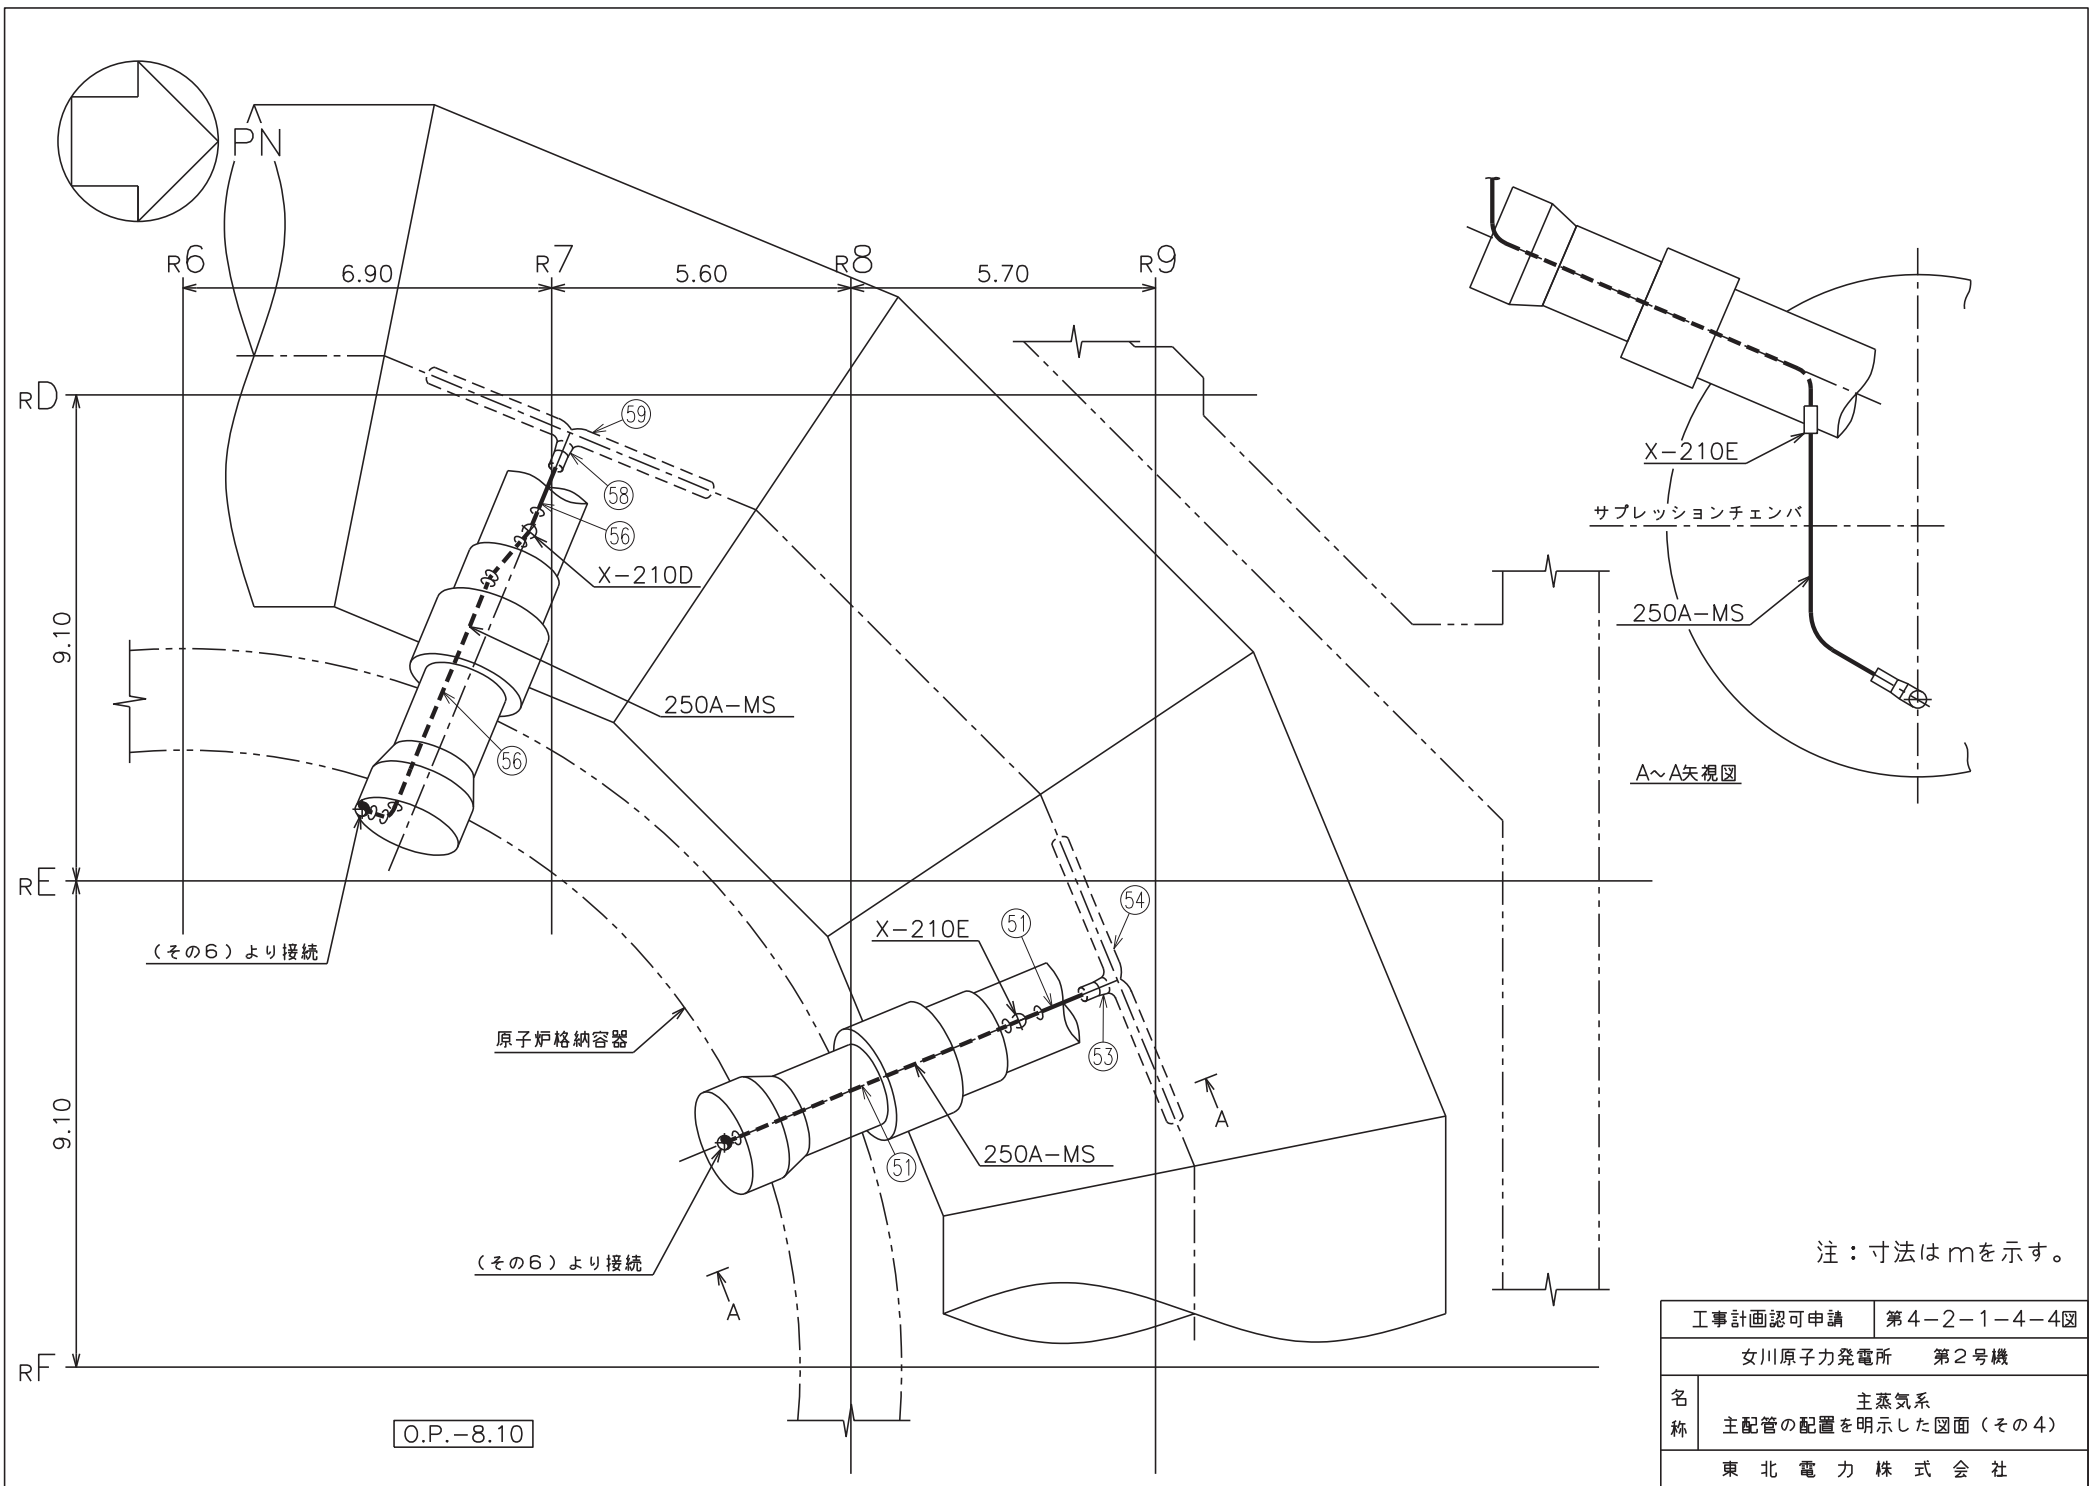 PN
R6
R7
R8
R9
6.90
5.60
5.70
RD
59
58
56
X-210D
9.10
250A-MS
56
RE
(その6)より接続
X-210E
51
54
原子炉格納容器
53
A
9.10
51
250A-MS
(その6)より接続
A
RF
O.P.-8.10
X-210E
サプレッションチェンバ
250A-MS
A~A矢視図
注:寸法はmを示す。
工事計画認可申請 第4-2-1-4-4図
女川原子力発電所 第2号機
名称
主蒸気系
主配管の配置を明示した図面(その4)
東北電力株式会社